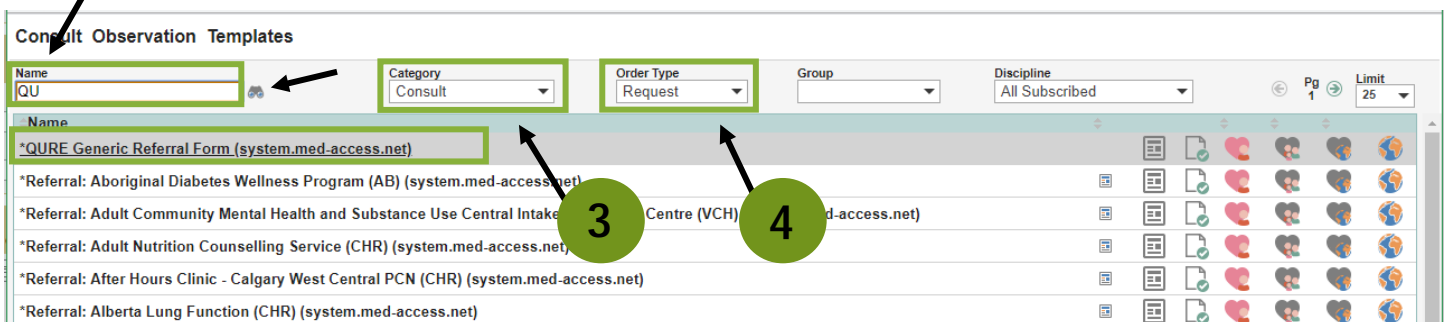 Consult Observation Templates
Name Category Order Type Group Discipline Pg Limit
QU Consult Request All Subscribed 1 25
Name
*QURE Generic Referral Form (system.med-access.net)
*Referral: Aboriginal Diabetes Wellness Program (AB) (system.med-access.net)
*Referral: Adult Community Mental Health and Substance Use Central Intake Centre (VCH) d-access.net)
*Referral: Adult Nutrition Counselling Service (CHR) (system.med-access.net)
*Referral: After Hours Clinic - Calgary West Central PCN (CHR) (system.med-access.net)
*Referral: Alberta Lung Function (CHR) (system.med-access.net)
3
4